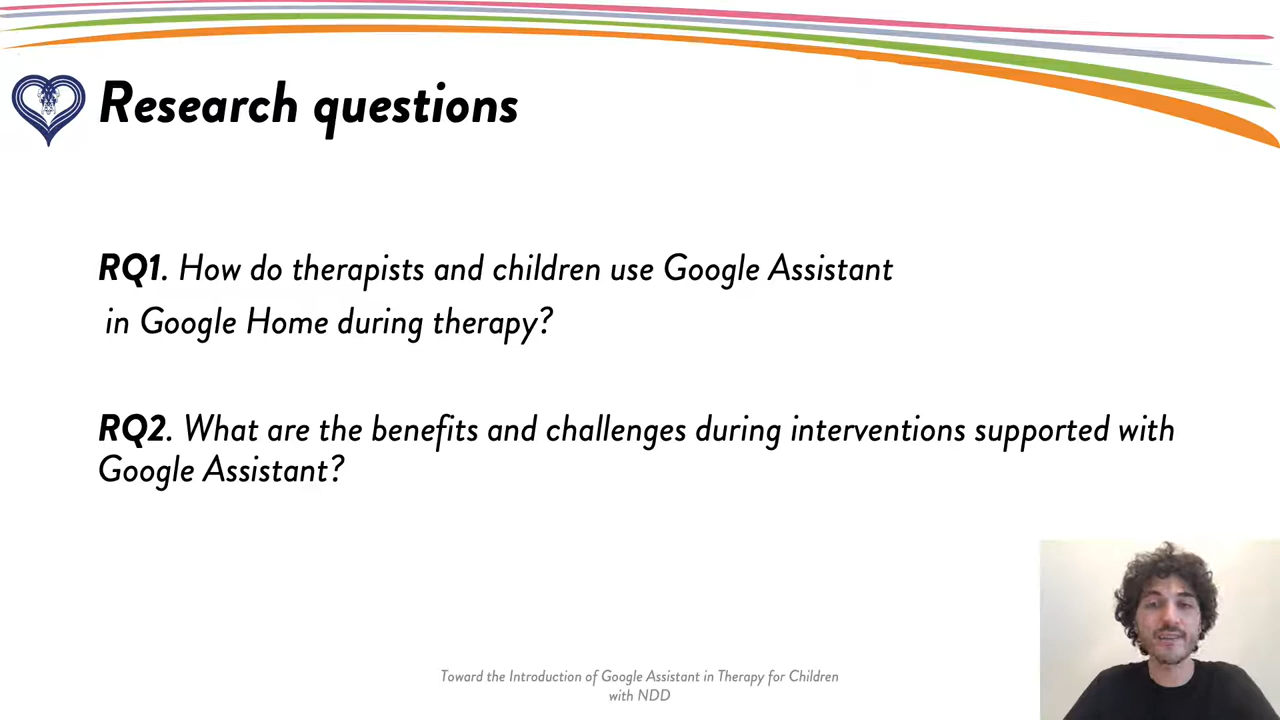 Research questions
RQ1. How do therapists and children use Google Assistant
in Google Home during therapy?
RQ2. What are the benefits and challenges during interventions supported with
Google Assistant?
Toward the Introduction of Google Assistant in Therapy for Children
with NDD